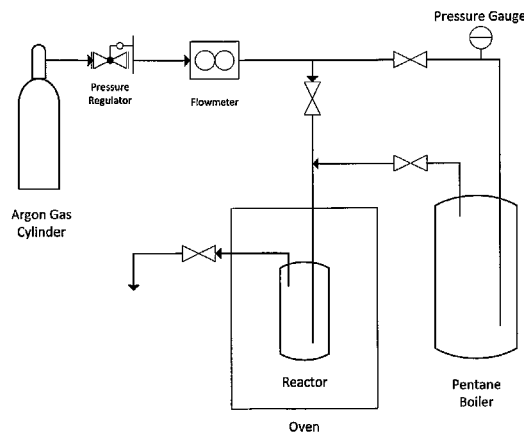 Pressure Gauge
Pressure
Regulator
Flowmeter
Argon Gas
Cylinder
Reactor
Oven
Pentane
Boiler